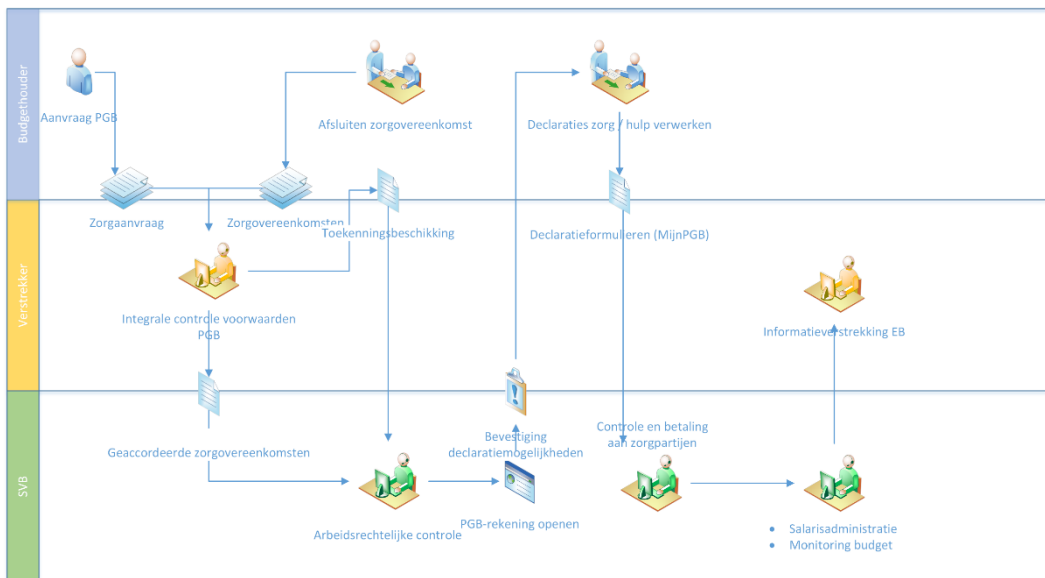 Budgethouder
Aanvraag PGB
Afsluiten zorgovereenkomst
Declaraties zorg / hulp verwerken
Zorgaanvraag
Zorgovereenkomsten
Toekenningsbeschikking
Declaratieformulieren (MijnPGB)
Verstrekker
Integrale controle voorwaarden
PGB
Informatieverstrekking EB
SVB
Geaccordeerde zorgovereenkomsten
Bevestiging
declaratiemogelijkheden
Controle en betaling
aan zorgpartijen
Arbeidsrechtelijke controle
PGB-rekening openen
• Salarisadministratie
• Monitoring budget